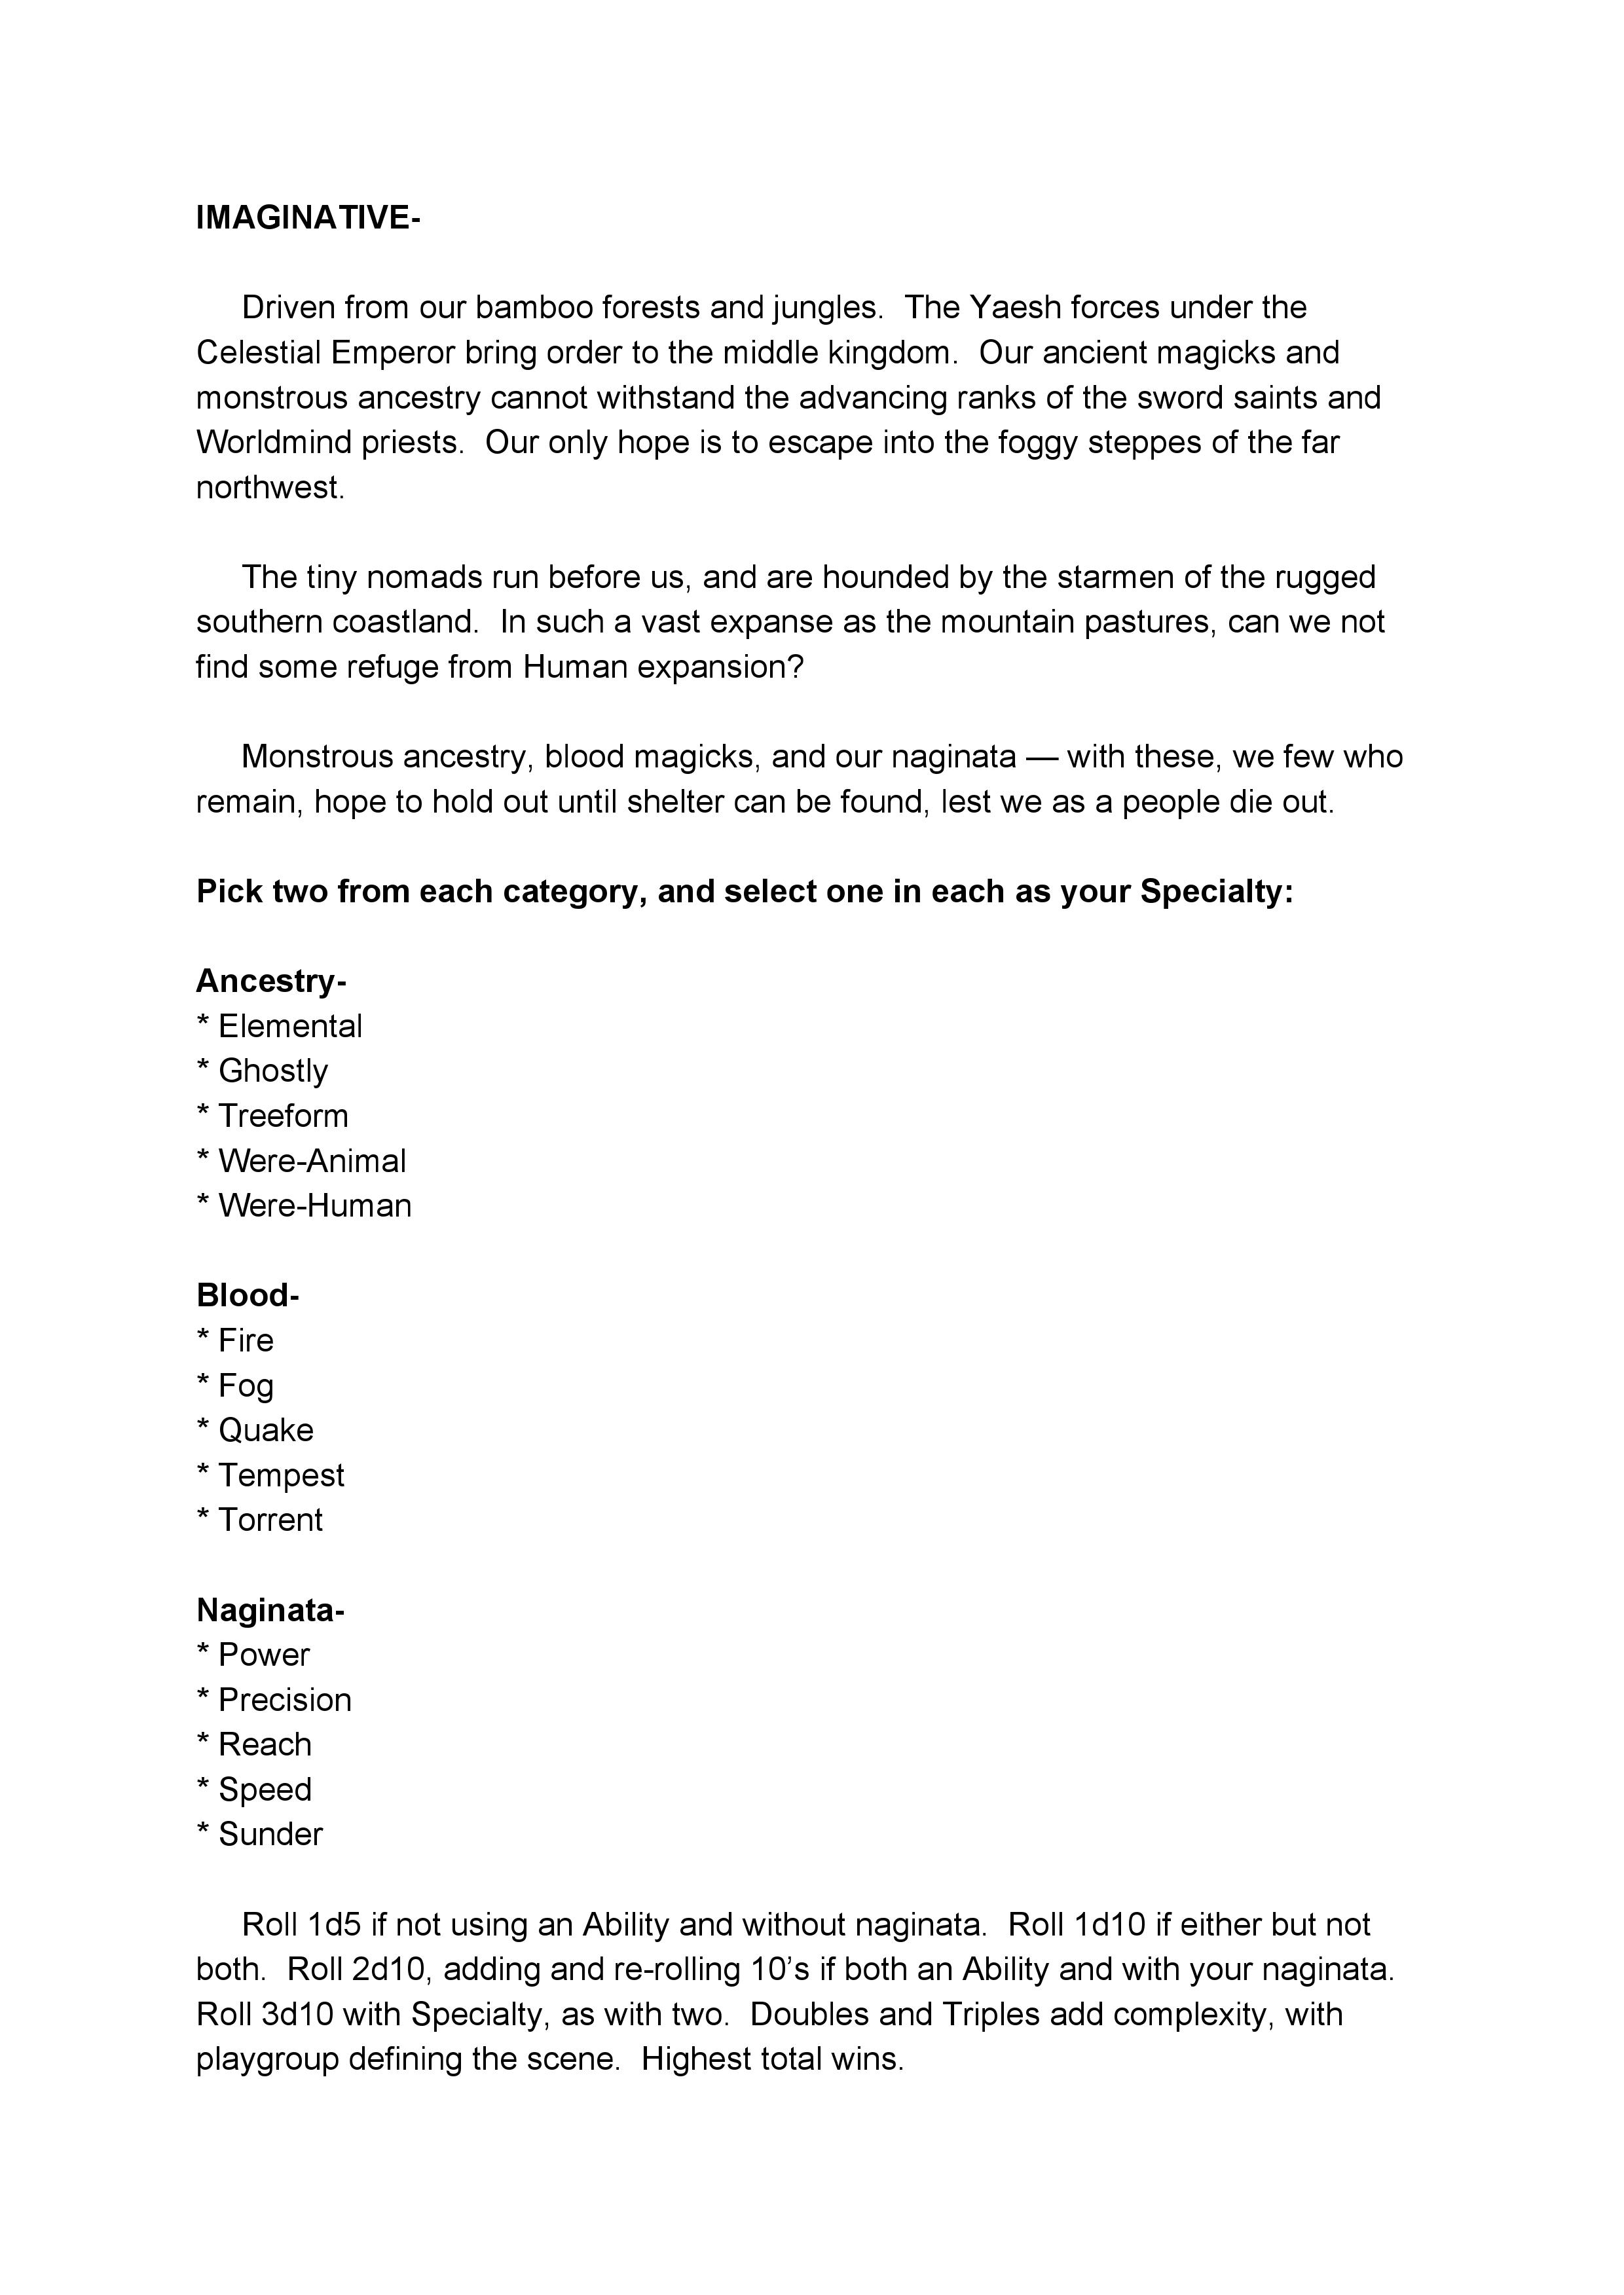 IMAGINATIVE-
Driven from our bamboo forests and jungles.  The Yaesh forces under the
Celestial Emperor bring order to the middle kingdom.  Our ancient magicks and
monstrous ancestry cannot withstand the advancing ranks of the sword saints and
Worldmind priests.  Our only hope is to escape into the foggy steppes of the far
northwest.
The tiny nomads run before us, and are hounded by the starmen of the rugged
southern coastland.  In such a vast expanse as the mountain pastures, can we not
find some refuge from Human expansion?
Monstrous ancestry, blood magicks, and our naginata — with these, we few who
remain, hope to hold out until shelter can be found, lest we as a people die out.
Pick two from each category, and select one in each as your Specialty:
Ancestry-
* Elemental
* Ghostly
* Treeform
* Were-Animal
* Were-Human
Blood-
* Fire
* Fog
* Quake
* Tempest
* Torrent
Naginata-
* Power
* Precision
* Reach
* Speed
* Sunder
Roll 1d5 if not using an Ability and without naginata.  Roll 1d10 if either but not
both.  Roll 2d10, adding and re-rolling 10’s if both an Ability and with your naginata.
Roll 3d10 with Specialty, as with two.  Doubles and Triples add complexity, with
playgroup defining the scene.  Highest total wins.